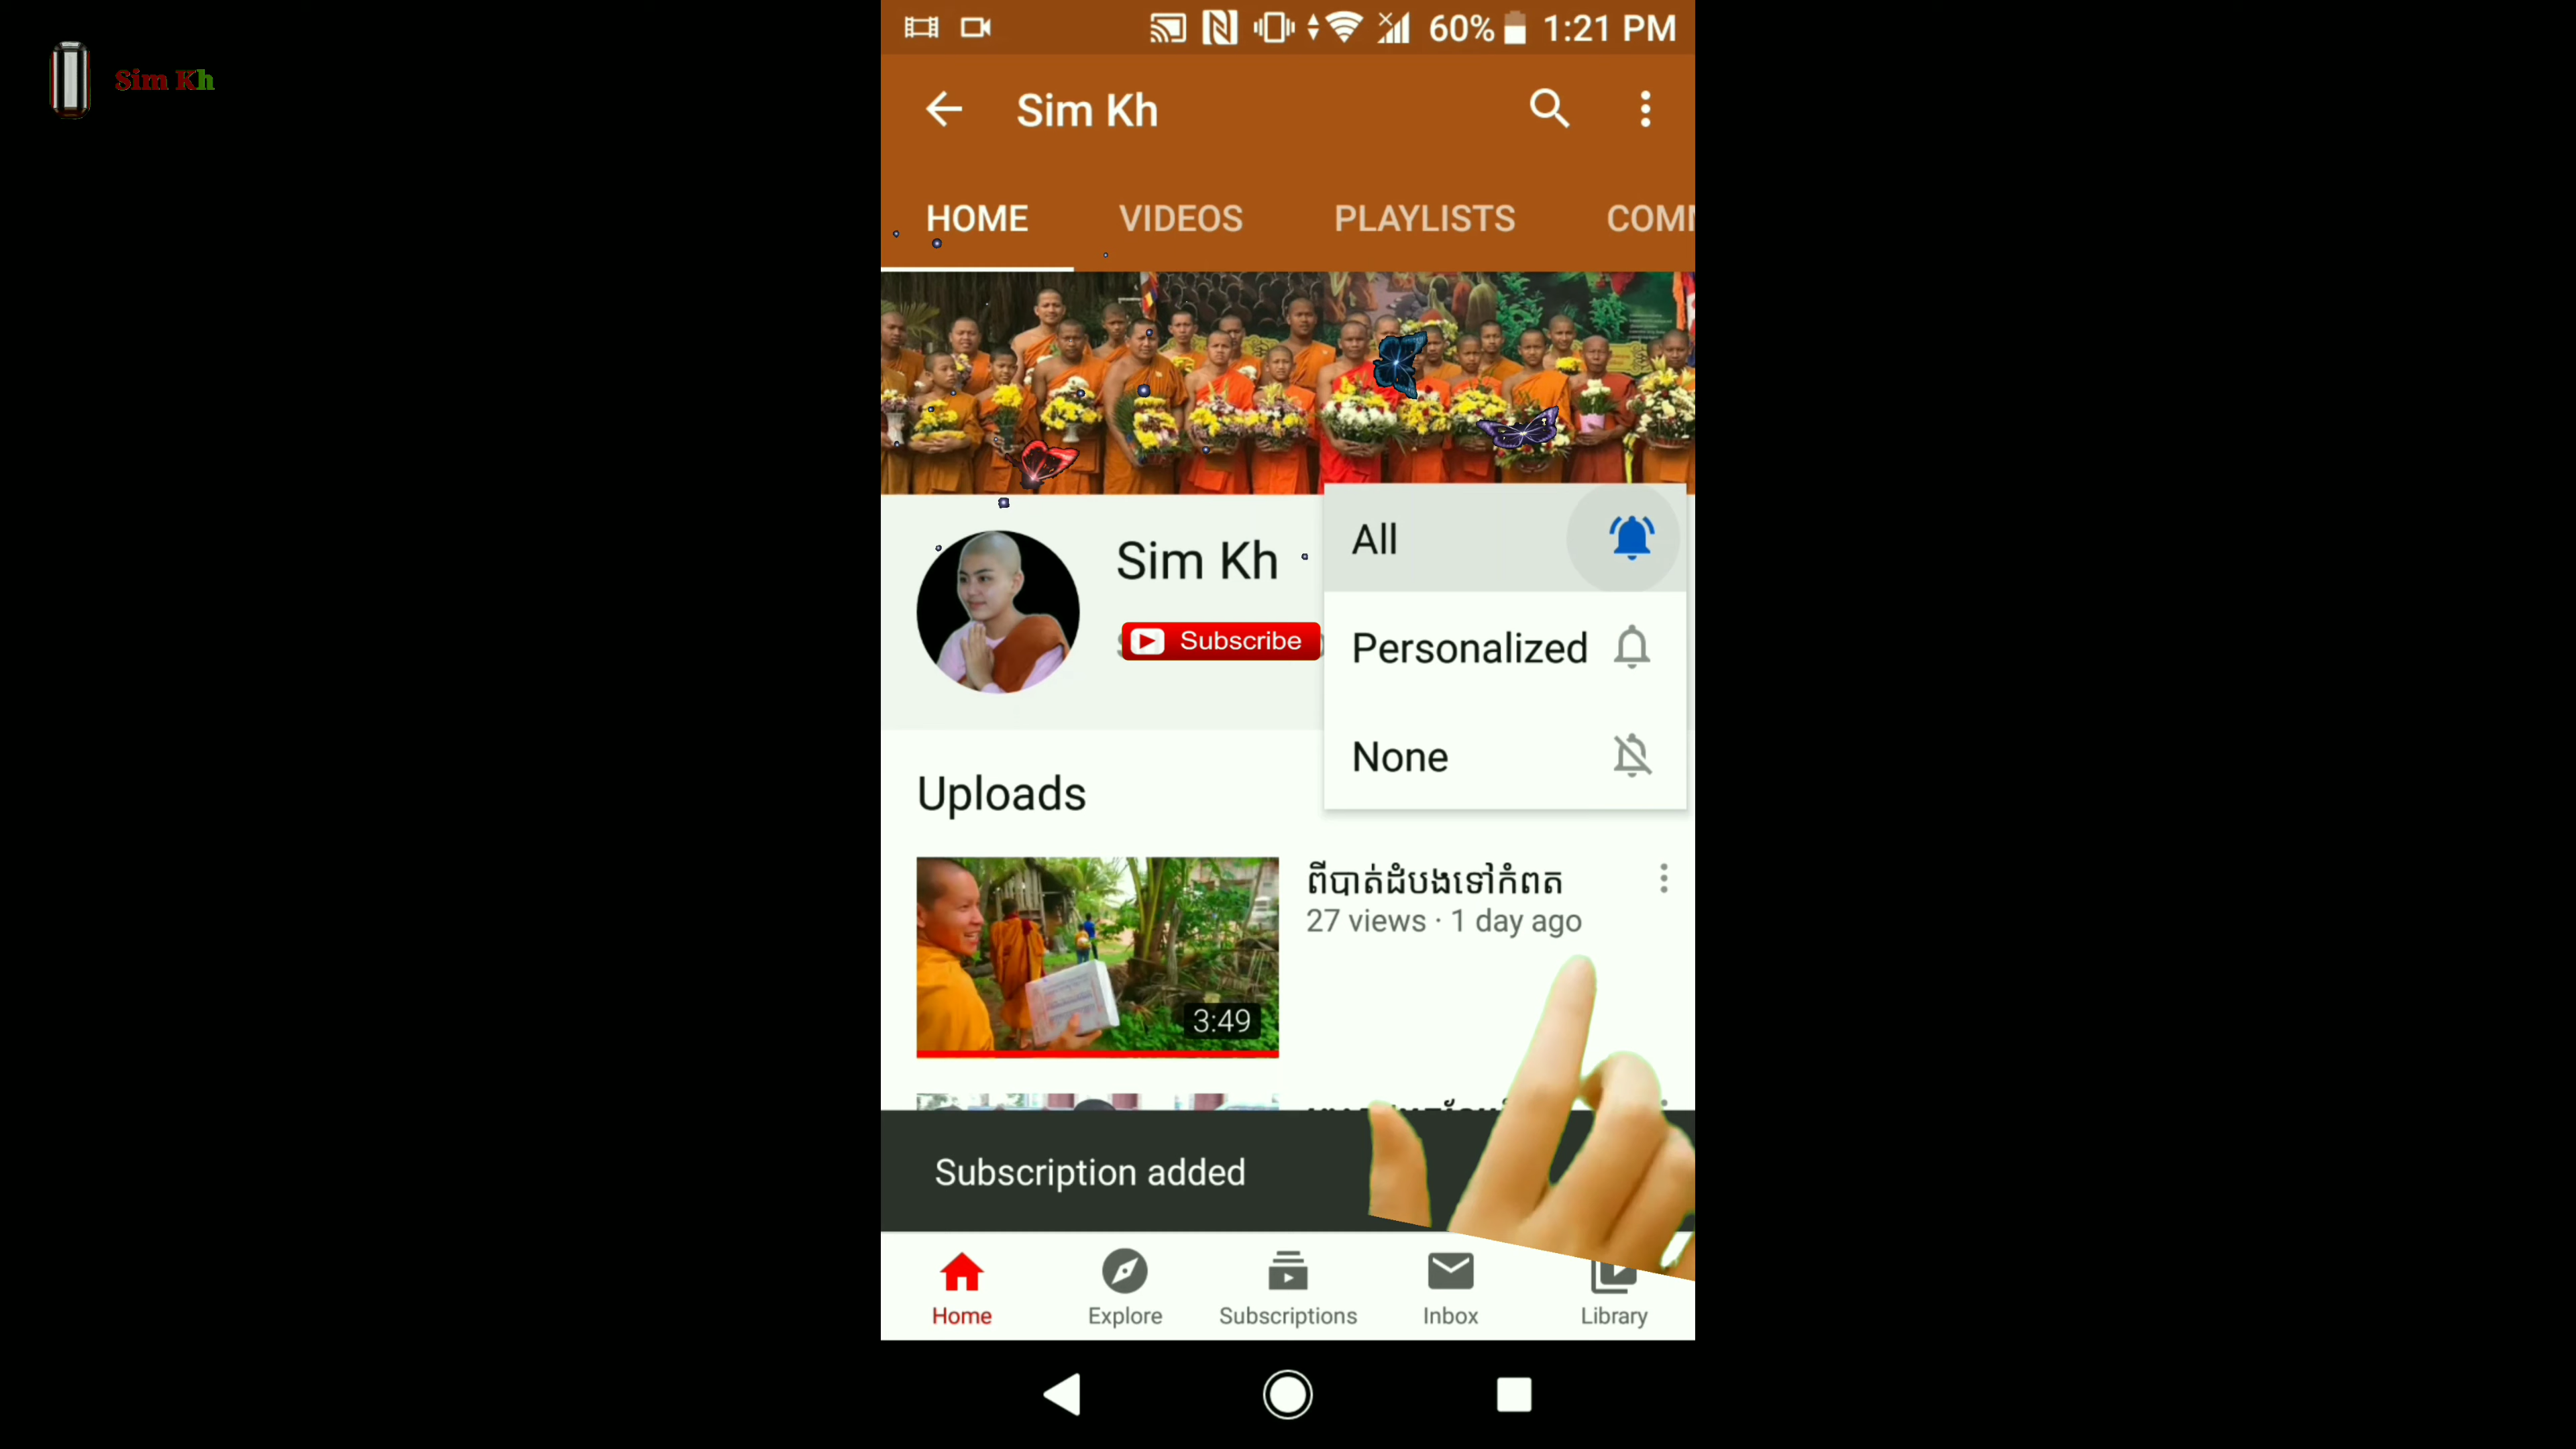 Sim Kh
60% 1:21 PM
Sim Kh
HOME VIDEOS PLAYLISTS COM
Sim Kh
Subscribe
All
Personalized
None
Uploads
ពីបាត់ដំបងទៅកំពត
27 views · 1 day ago
3:49
Subscription added
Home Explore Subscriptions Inbox Library